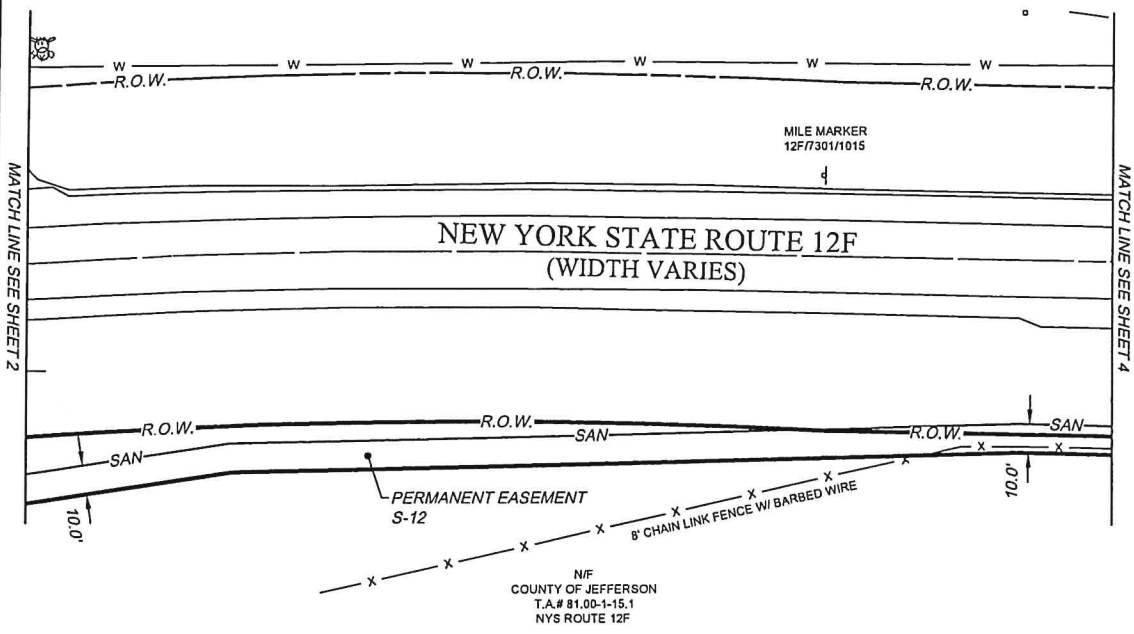 W W W W W W
R.O.W. R.O.W. R.O.W.
MILE MARKER
12F/7301/1015
MATCH LINE SEE SHEET 2
MATCH LINE SEE SHEET 4
NEW YORK STATE ROUTE 12F
(WIDTH VARIES)
R.O.W. R.O.W. R.O.W.
SAN SAN SAN
PERMANENT EASEMENT
S-12
10.0'
10.0'
X X X X X X X X X X
8' CHAIN LINK FENCE W/ BARBED WIRE
N/F
COUNTY OF JEFFERSON
T.A.# 81.00-1-15.1
NYS ROUTE 12F